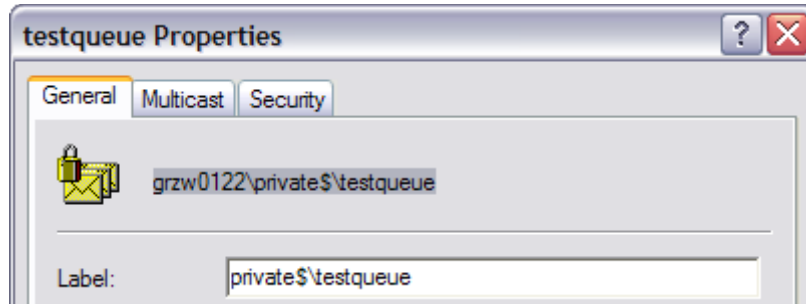 testqueue Properties
General Multicast Security
grzw0122\private$\testqueue
Label: private$\testqueue